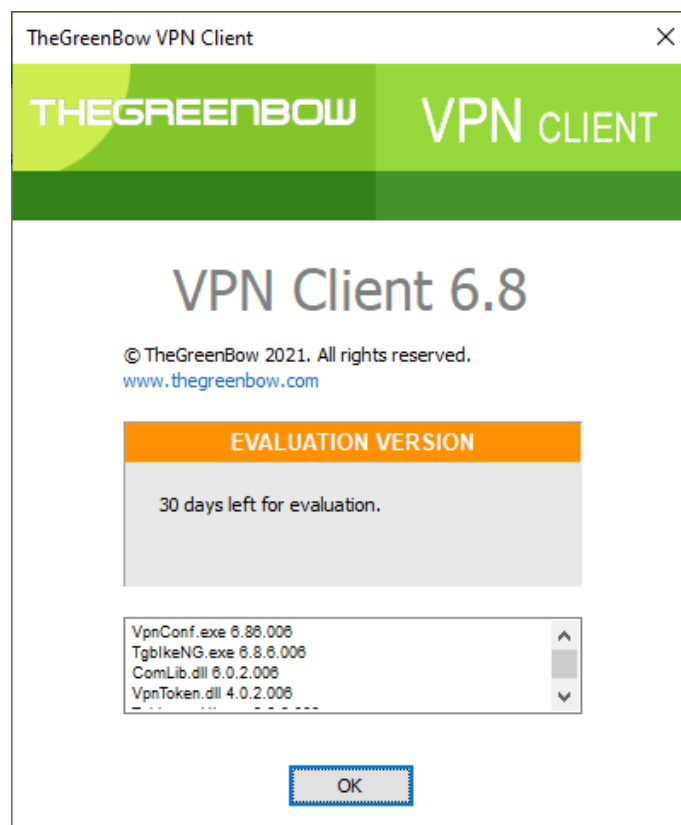 TheGreenBow VPN Client
THEGREENBOW
VPN CLIENT
VPN Client 6.8
© TheGreenBow 2021. All rights reserved.
www.thegreenbow.com
EVALUATION VERSION
30 days left for evaluation.
VpnConf.exe 6.86.006
TgbIkeNG.exe 6.8.6.006
ComLib.dll 6.0.2.006
VpnToken.dll 4.0.2.006
OK